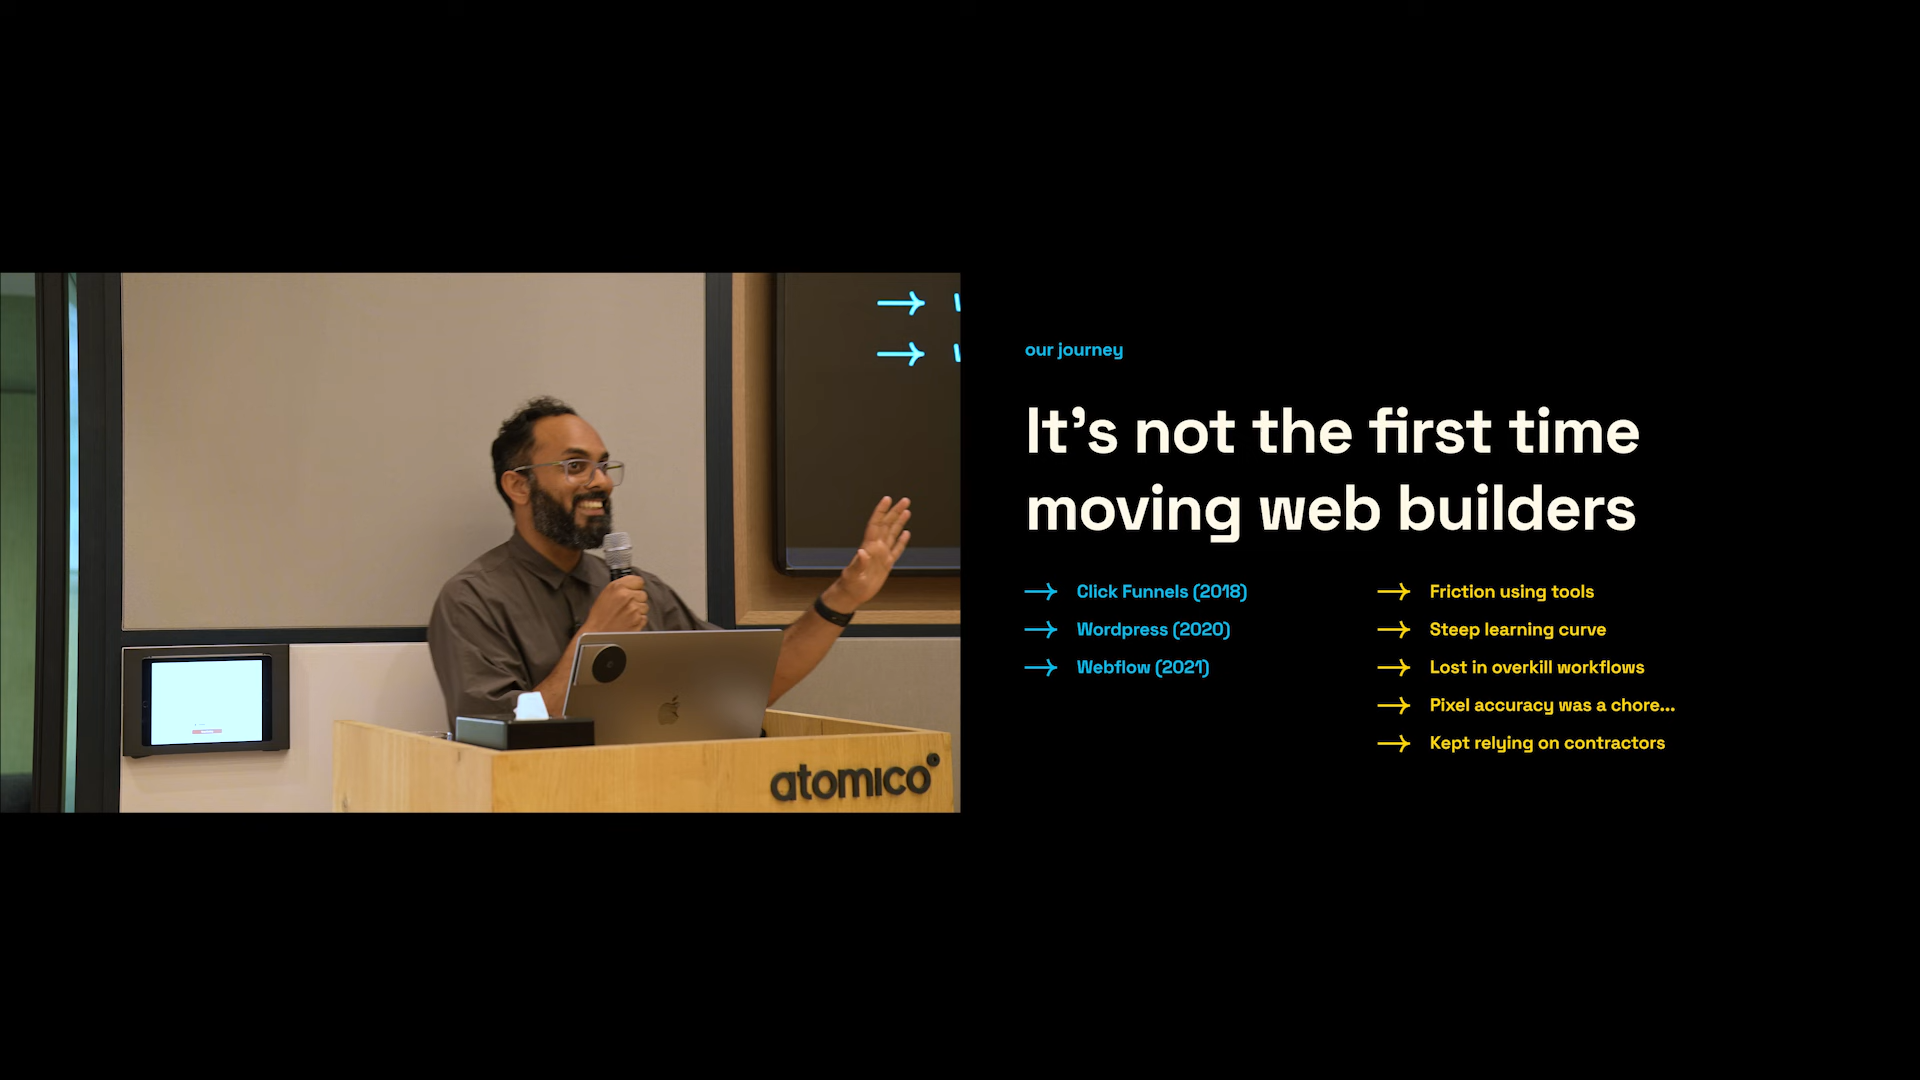 our journey
It's not the first time
moving web builders
Click Funnels (2018)
Wordpress (2020)
Webflow (2021)
Friction using tools
Steep learning curve
Lost in overkill workflows
Pixel accuracy was a chore...
Kept relying on contractors
atomico